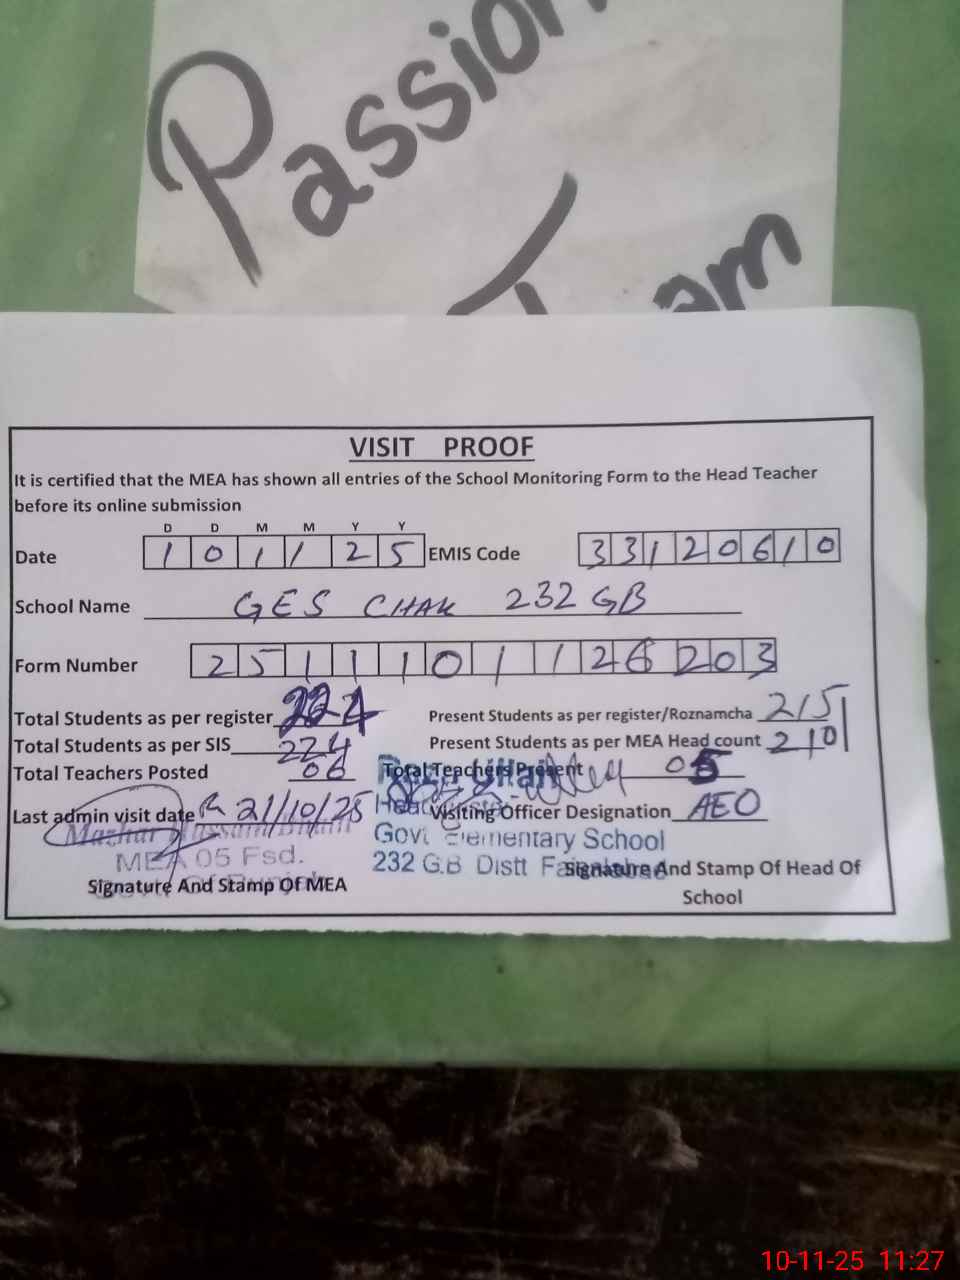 Passion
Team
VISIT PROOF
It is certified that the MEA has shown all entries of the School Monitoring Form to the Head Teacher
before its online submission
D D M M Y Y
Date 1 0 1 1 2 5 EMIS Code 3 3 1 2 0 6 1 0
School Name GES CHAK 232 GB
Form Number 2 5 1 1 1 0 1 1 26 20 3
Total Students as per register 224 Present Students as per register/Roznamcha 215
Total Students as per SIS 224 Present Students as per MEA Head count 210
Total Teachers Posted 06 Total Teachers Present 05
Last admin visit date 21/10/25 Visiting Officer Designation AEO
Mazhar Hussain
MEA 05 Fsd.
Govt Elementary School
232 G.B Distt
Signature And Stamp Of MEA Signature And Stamp Of Head Of
School
10-11-25 11:27